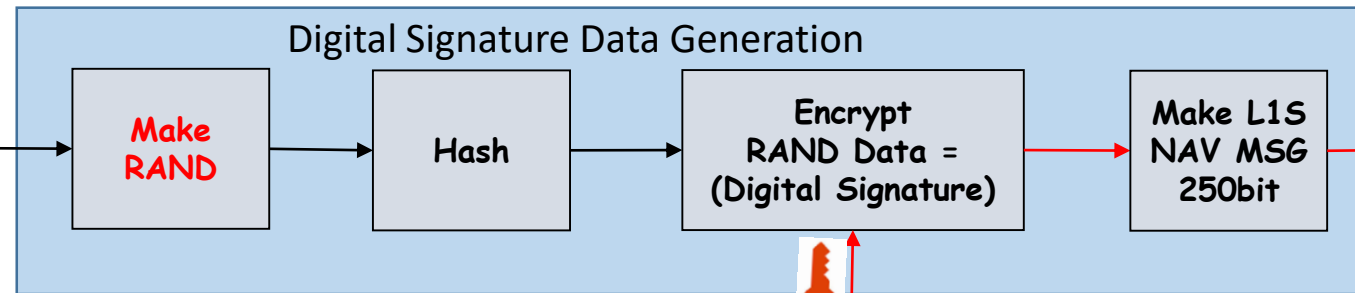 Digital Signature Data Generation
Make
RAND
Hash
Encrypt
RAND Data =
(Digital Signature)
Make L1S
NAV MSG
250bit